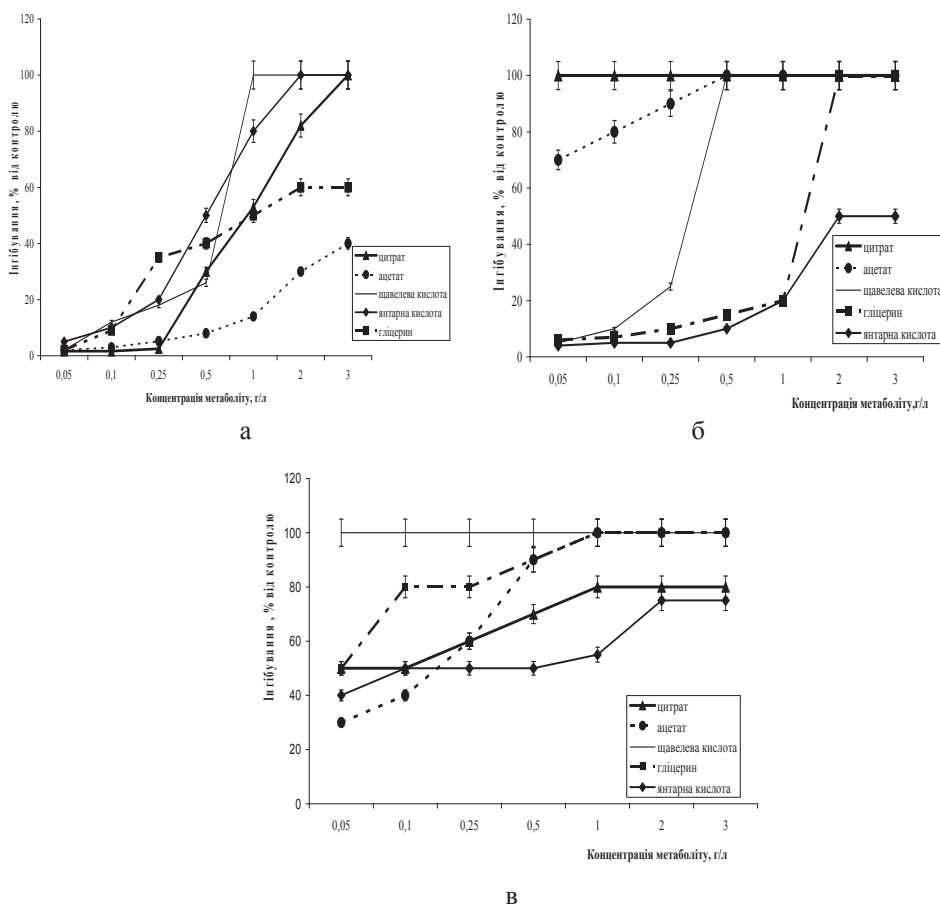 Інгібування, % від контролю
120
100
80
60
40
20
0
0,05 0,1 0,25 0,5 1 2 3
Концентрація метаболіту, г/л
цитрат
ацетат
щавелева кислота
янтарна кислота
гліцерин
а
Інгібування, % від контролю
120
100
80
60
40
20
0
0,05 0,1 0,25 0,5 1 2 3
Концентрація метаболіту,г/л
цитрат
ацетат
щавелева кислота
гліцерин
янтарна кислота
б
Інгібування , % від контролю
120
100
80
60
40
20
0
0,05 0,1 0,25 0,5 1 2 3
Концентрація метаболіту, г/л
цитрат
ацетат
щавелева кислота
гліцерин
янтарна кислота
в